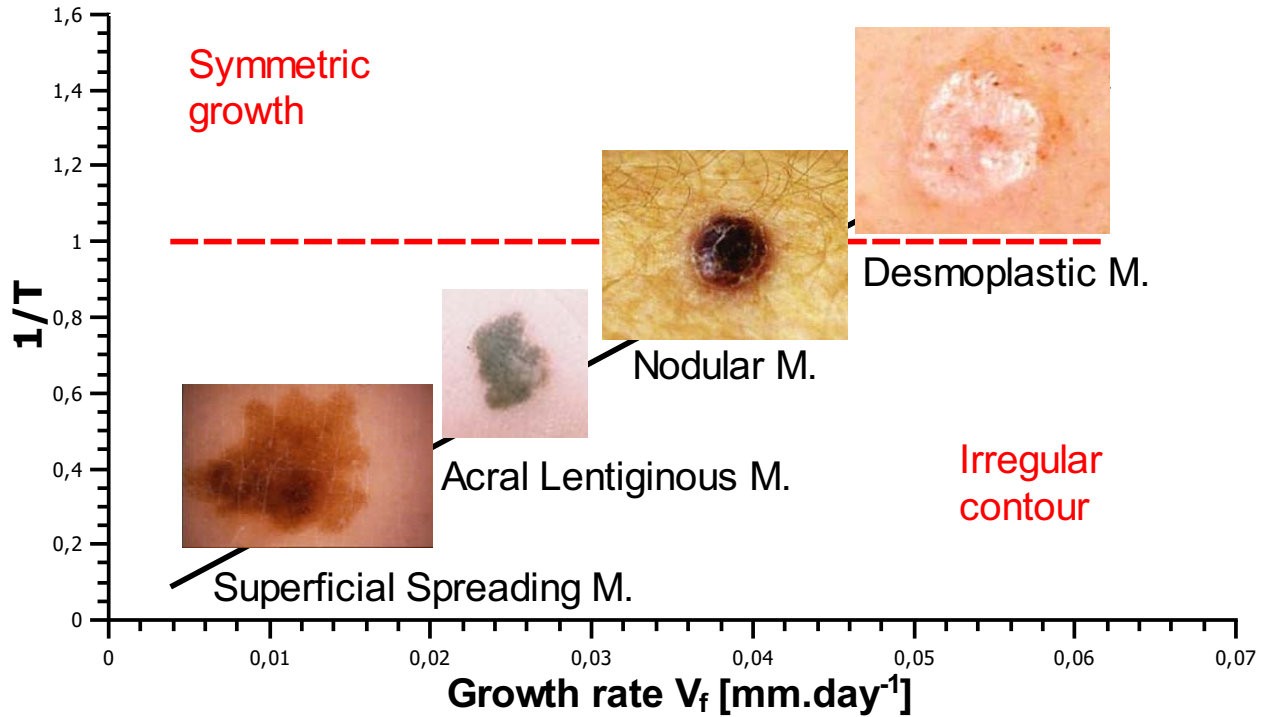 1,6
Symmetric
growth
1,4
1,2
1
Desmoplastic M.
0,8
1/T
Nodular M.
0,6
Acral Lentiginous M.
Irregular
contour
0,4
0,2
Superficial Spreading M.
0
0 0,01 0,02 0,03 0,04 0,05 0,06 0,07
Growth rate Vf [mm.day-1]